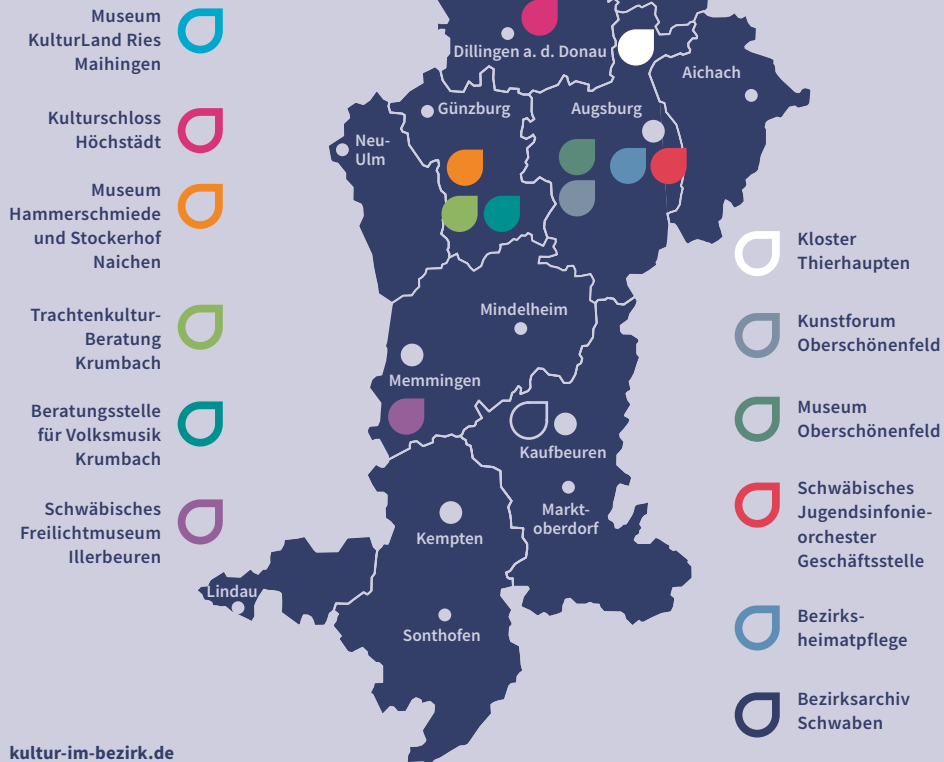 Museum
KulturLand Ries
Maihingen
Kulturschloss
Höchstädt
Museum
Hammerschmiede
und Stockerhof
Naichen
Trachtenkultur-
Beratung
Krumbach
Beratungsstelle
für Volksmusik
Krumbach
Schwäbisches
Freilichtmuseum
Illerbeuren
kultur-im-bezirk.de
Dillingen a. d. Donau
Aichach
Günzburg
Augsburg
Neu-
Ulm
Mindelheim
Memmingen
Kaufbeuren
Markt-
oberdorf
Kempten
Lindau
Sonthofen
Kloster
Thierhaupten
Kunstforum
Oberschönenfeld
Museum
Oberschönenfeld
Schwäbisches
Jugendsinfonie-
orchester
Geschäftsstelle
Bezirks-
heimatpflege
Bezirksarchiv
Schwaben